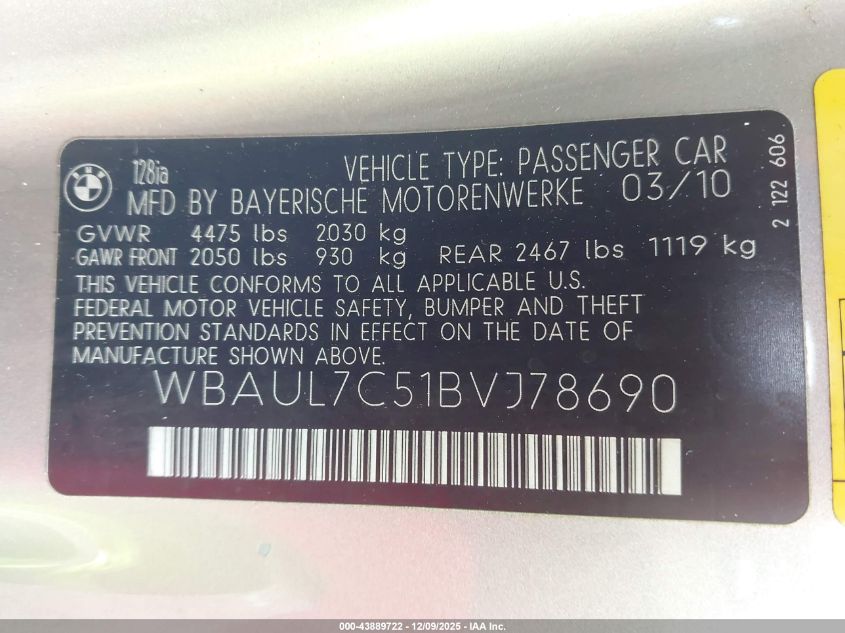 128ia
VEHICLE TYPE: PASSENGER CAR
MFD BY BAYERISCHE MOTORENWERKE 03/10
GVWR 4475 lbs 2030 kg
GAWR FRONT 2050 lbs 930 kg REAR 2467 lbs 1119 kg
THIS VEHICLE CONFORMS TO ALL APPLICABLE U.S.
FEDERAL MOTOR VEHICLE SAFETY, BUMPER AND THEFT
PREVENTION STANDARDS IN EFFECT ON THE DATE OF
MANUFACTURE SHOWN ABOVE.
WBAUL7C51BVJ78690
2 122 606
BMW
000-43889722 - 12/09/2025 - IAA Inc.